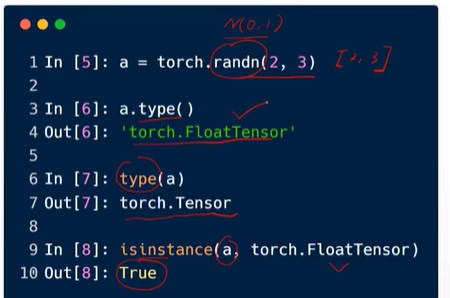 N(0,1)
1 In [5]: a = torch.randn(2, 3) [2,3]
2
3 In [6]: a.type()
4 Out[6]: 'torch.FloatTensor'
5
6 In [7]: type(a)
7 Out[7]: torch.Tensor
8
9 In [8]: isinstance(a, torch.FloatTensor)
10 Out[8]: True